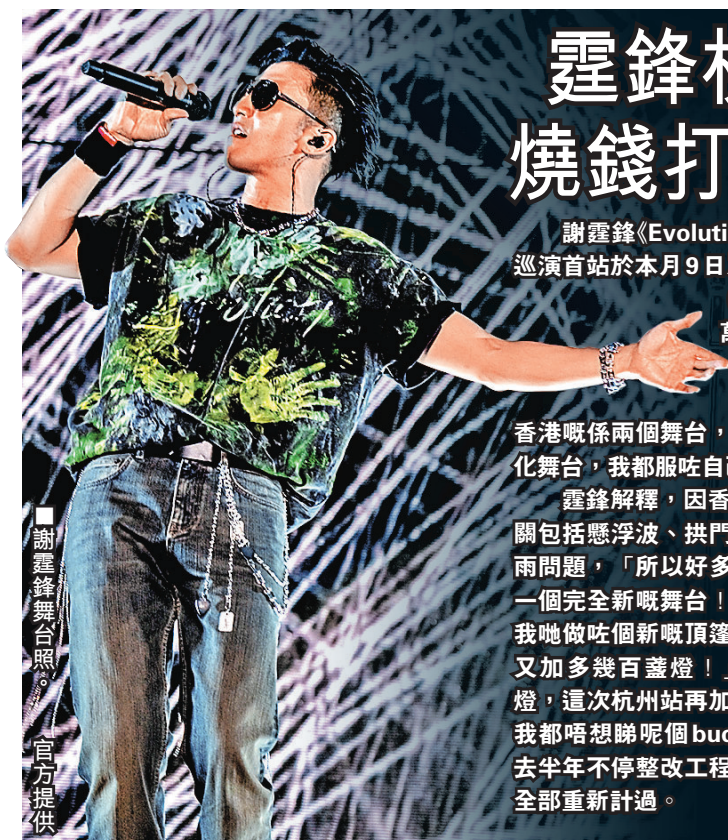 霆鋒
燒錢打
謝霆鋒《Evoluti
巡演首站於本月9日
香港嘅係兩個舞台，
化舞台，我都服咗自
霆鋒解釋，因香
關包括懸浮波、拱門
雨問題，「所以好多
一個完全新嘅舞台！
我哋做咗個新嘅頂篷
又加多幾百盞燈！」
燈，這次杭州站再加
我都唔想睇呢個bud
去半年不停整改工程
全部重新計過。
■謝霆鋒舞台照。 官方提供